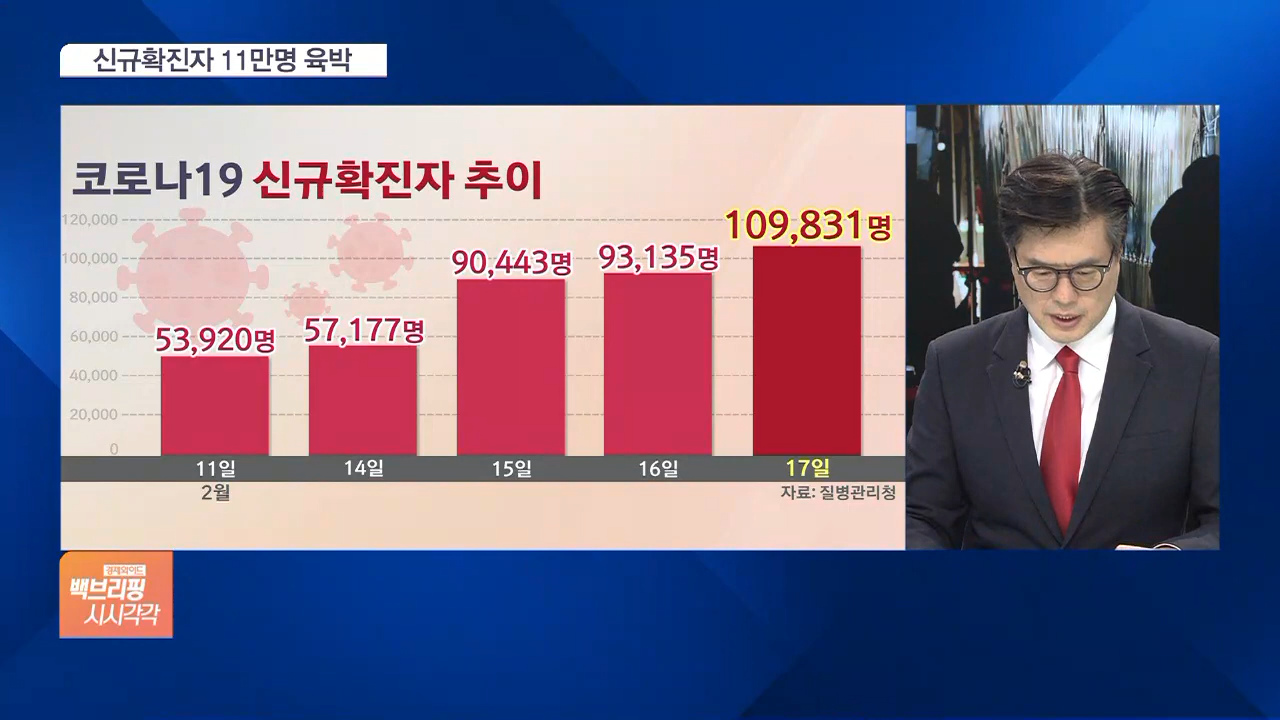 신규확진자 11만명 육박
코로나19 신규확진자 추이
120,000
100,000
80,000
60,000
40,000
20,000
0
53,920명
57,177명
90,443명
93,135명
109,831명
11일 14일 15일 16일 17일
2월
자료: 질병관리청
경제와이드
백브리핑
시시각각